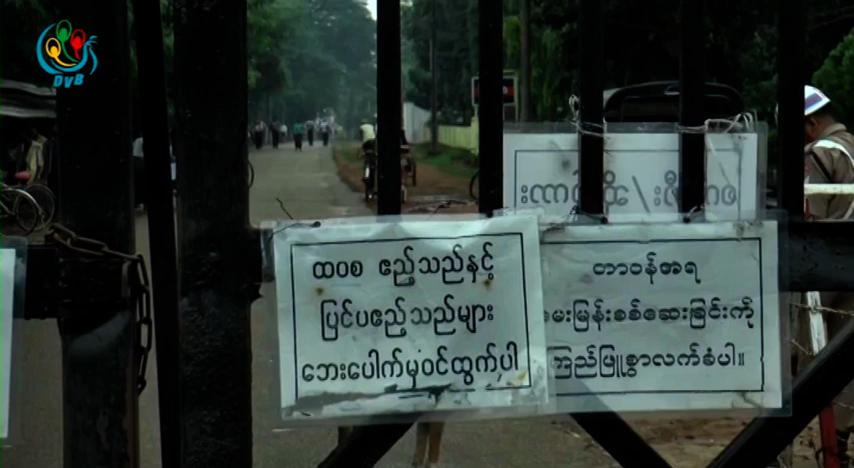 DVB
ထဝစ ဧည့်သည်နှင့်
ပြင်ပဧည့်သည်များ
ဘေးပေါက်မှဝင်ထွက်ပါ
တာဝန်အရ
မေးမြန်းစစ်ဆေးခြင်းကို
ကြည်ဖြူစွာလက်ခံပါ။